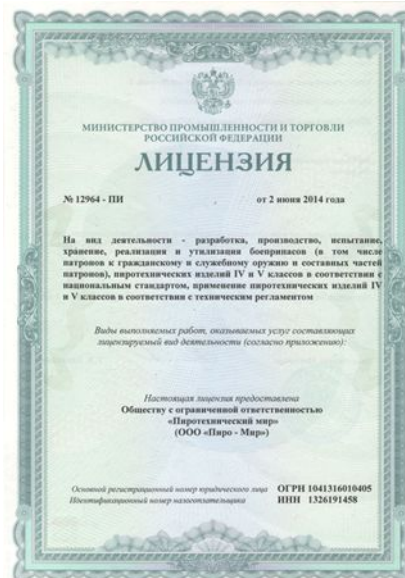 МИНИСТЕРСТВО ПРОМЫШЛЕННОСТИ И ТОРГОВЛИ
РОССИЙСКОЙ ФЕДЕРАЦИИ
ЛИЦЕНЗИЯ
№ 12964 - ПИ от 2 июня 2014 года
На вид деятельности - разработка, производство, испытание,
хранение, реализация и утилизация боеприпасов (в том числе
патронов к гражданскому и служебному оружию и составных частей
патронов), пиротехнических изделий IV и V классов в соответствии с
национальным стандартом, применение пиротехнических изделий IV
и V классов в соответствии с техническим регламентом
Виды выполняемых работ, оказываемых услуг составляющих
лицензируемый вид деятельности (согласно приложению):
Настоящая лицензия предоставлена
Обществу с ограниченной ответственностью
«Пиротехнический мир»
(ООО «Пиро - Мир»)
Основной регистрационный номер юридического лица ОГРН 1041316010405
Идентификационный номер налогоплательщика ИНН 1326191458